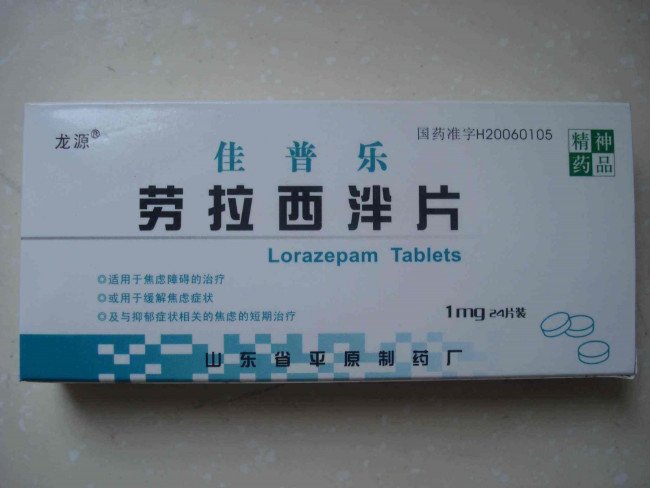 龙源®
国药准字H20060105
精神
药品
佳普乐
劳拉西泮片
Lorazepam Tablets
◎适用于焦虑障碍的治疗
◎或用于缓解焦虑症状
◎及与抑郁症状相关的焦虑的短期治疗
1mg 24片装
山东省平原制药厂